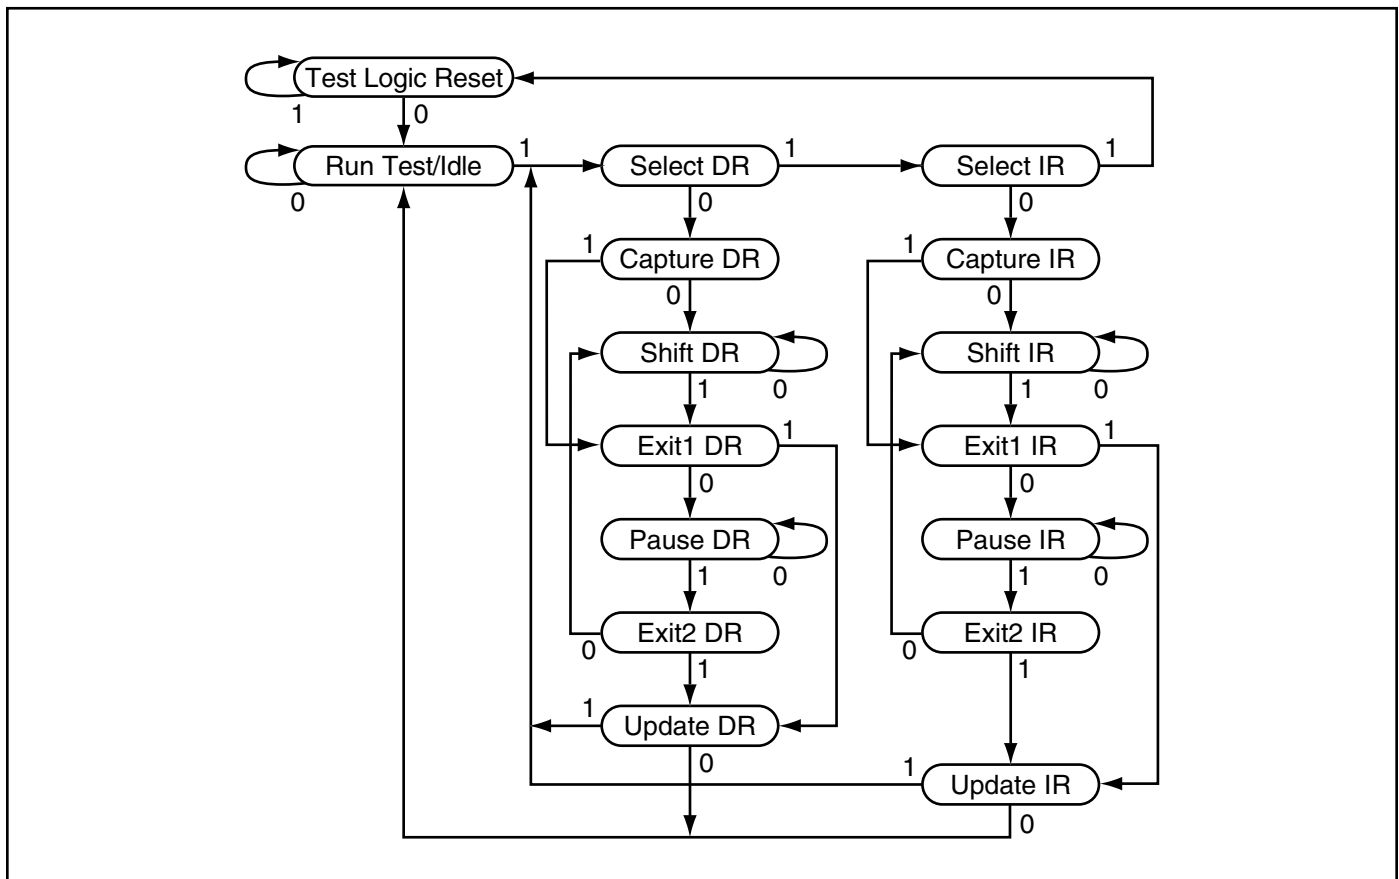 Test Logic Reset
1
0
Run Test/Idle
1
Select DR
1
Select IR
1
0
0
0
1
Capture DR
1
Capture IR
0
0
Shift DR
Shift IR
1
0
1
0
Exit1 DR
1
Exit1 IR
1
0
0
Pause DR
Pause IR
1
0
1
0
Exit2 DR
Exit2 IR
0
1
0
1
1
Update DR
0
1
Update IR
0